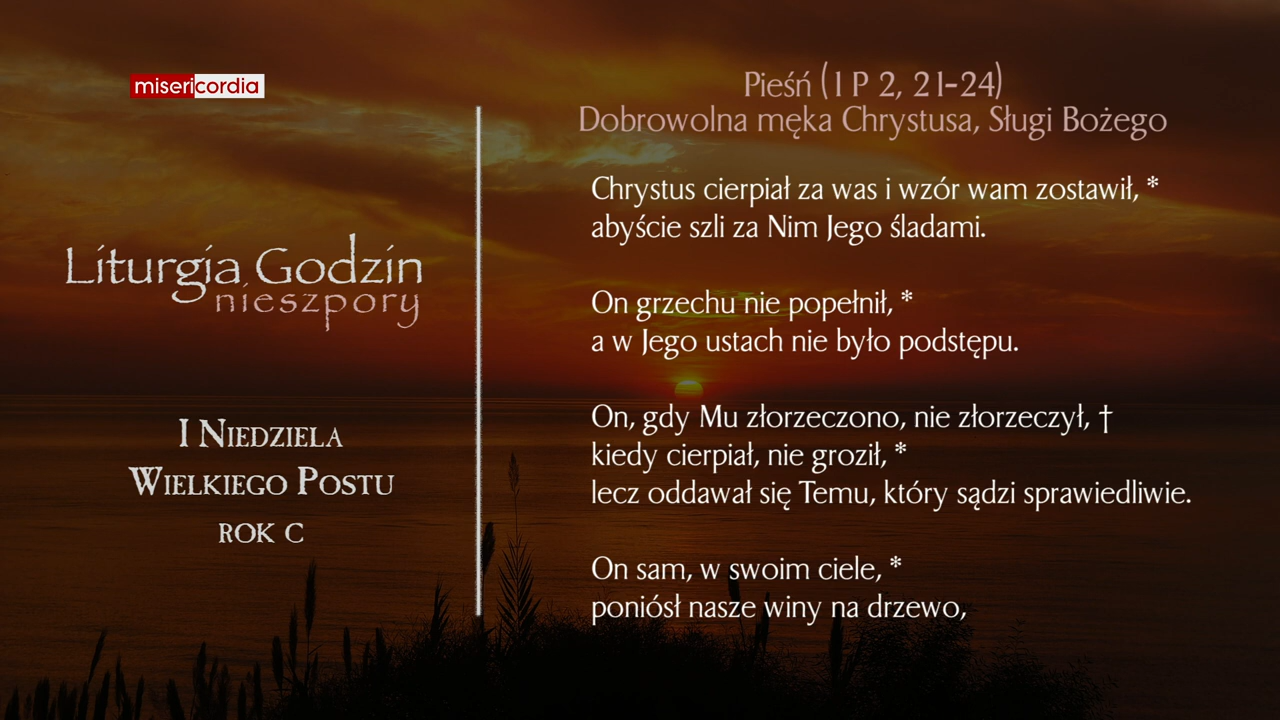 misericordia
Liturgia Godzin
nieszpory
I Niedziela
Wielkiego Postu
rok C
Pieśń (1 P 2, 21-24)
Dobrowolna męka Chrystusa, Sługi Bożego
Chrystus cierpiał za was i wzór wam zostawił, *
abyście szli za Nim Jego śladami.
On grzechu nie popełnił, *
a w Jego ustach nie było podstępu.
On, gdy Mu złorzeczono, nie złorzeczył, †
kiedy cierpiał, nie groził, *
lecz oddawał się Temu, który sądzi sprawiedliwie.
On sam, w swoim ciele, *
poniósł nasze winy na drzewo,